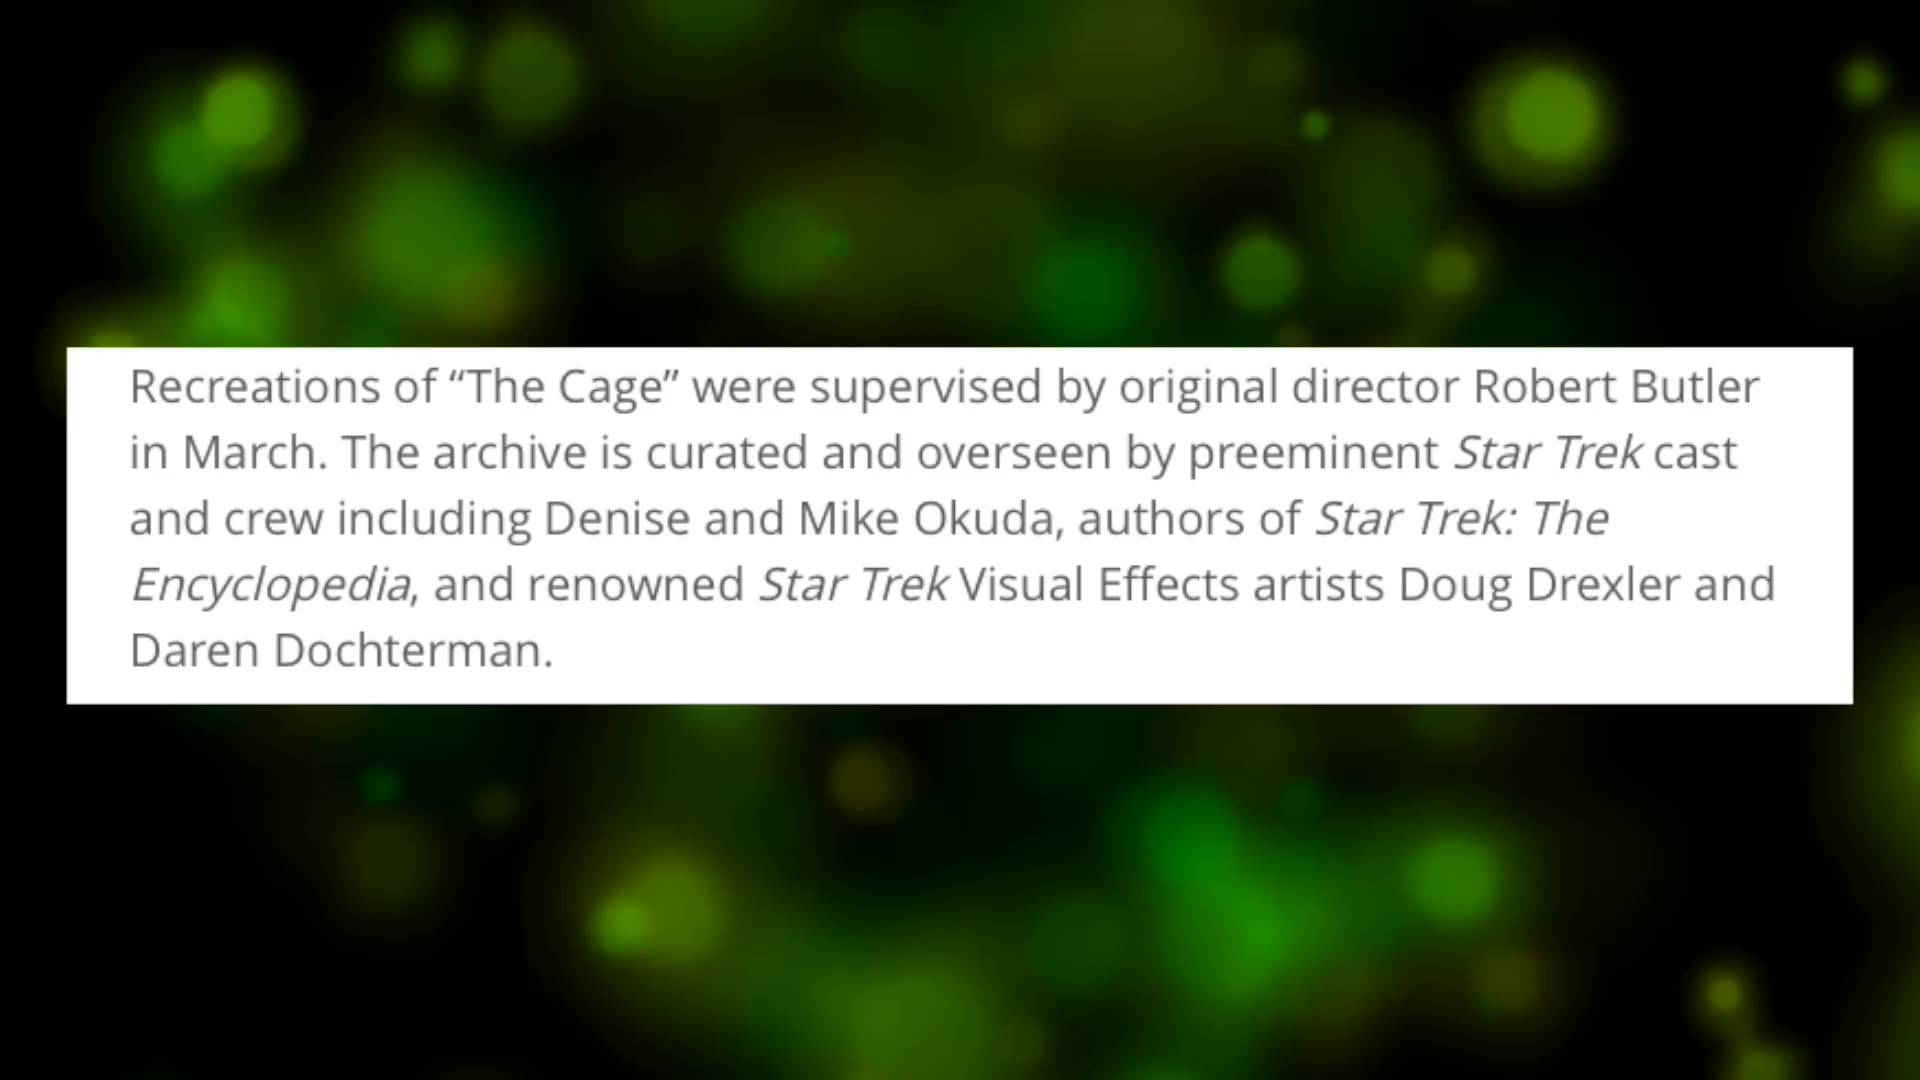 Recreations of “The Cage” were supervised by original director Robert Butler
in March. The archive is curated and overseen by preeminent Star Trek cast
and crew including Denise and Mike Okuda, authors of Star Trek: The
Encyclopedia, and renowned Star Trek Visual Effects artists Doug Drexler and
Daren Dochterman.